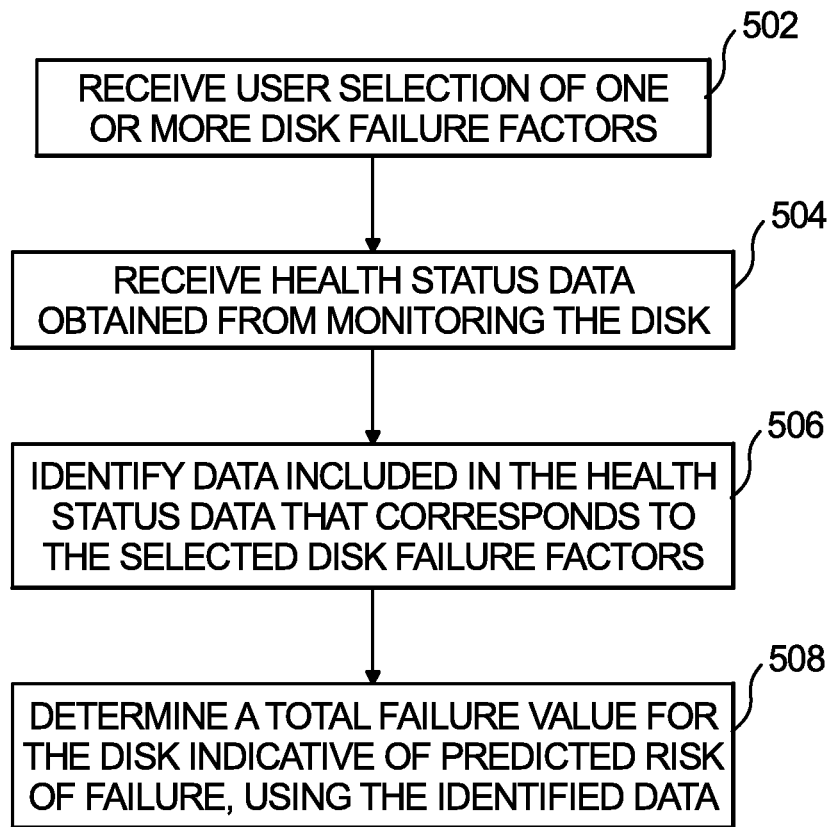 502
RECEIVE USER SELECTION OF ONE
OR MORE DISK FAILURE FACTORS
504
RECEIVE HEALTH STATUS DATA
OBTAINED FROM MONITORING THE DISK
506
IDENTIFY DATA INCLUDED IN THE HEALTH
STATUS DATA THAT CORRESPONDS TO
THE SELECTED DISK FAILURE FACTORS
508
DETERMINE A TOTAL FAILURE VALUE FOR
THE DISK INDICATIVE OF PREDICTED RISK
OF FAILURE, USING THE IDENTIFIED DATA